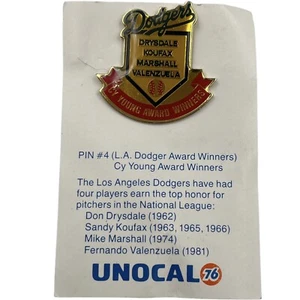 Dodgers
DRYSDALE
KOUFAX
MARSHALL
VALENZUELA
CY YOUNG AWARD WINNERS
PIN #4 (L.A. Dodger Award Winners)
Cy Young Award Winners
The Los Angeles Dodgers have had
four players earn the top honor for
pitchers in the National League:
Don Drysdale (1962)
Sandy Koufax (1963, 1965, 1966)
Mike Marshall (1974)
Fernando Valenzuela (1981)
UNOCAL 76